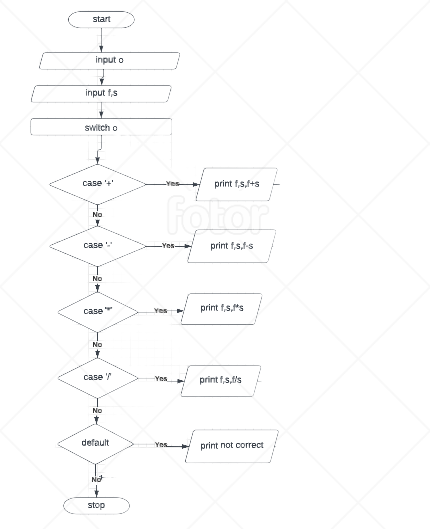 start
input o
input f,s
switch o
case '+'
Yes
print f,s,f+s
No
fotor
case '-'
Yes
print f,s,f-s
No
case '*'
Yes
print f,s,f*s
No
case '/'
Yes
print f,s,f/s
No
default
Yes
print not correct
No
stop